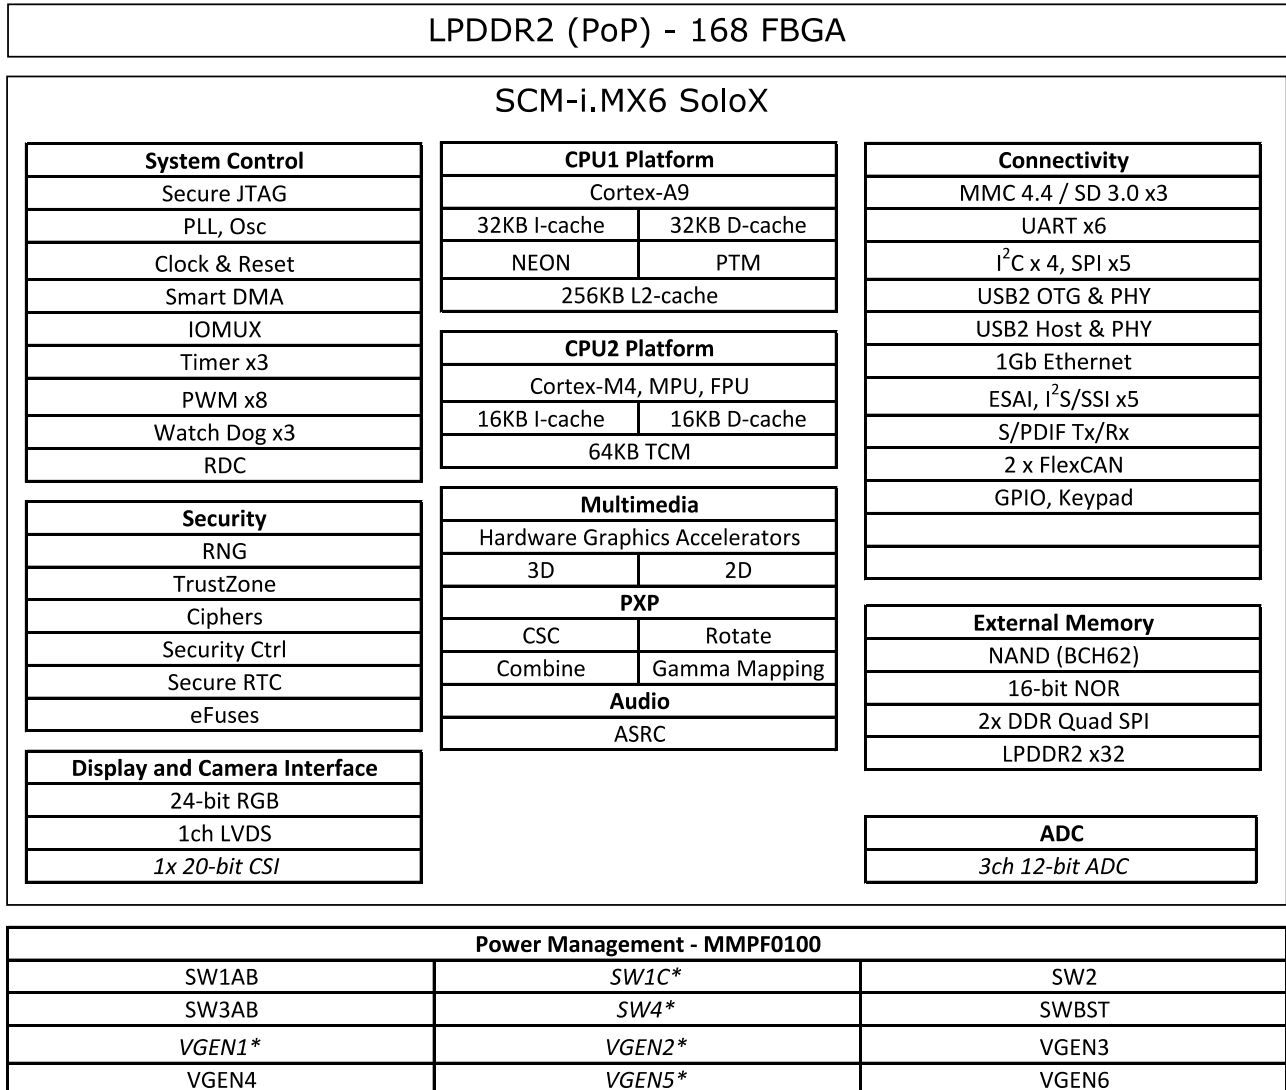 LPDDR2 (PoP) - 168 FBGA
SCM-i.MX6 SoloX
System Control
Secure JTAG
PLL, Osc
Clock & Reset
Smart DMA
IOMUX
Timer x3
PWM x8
Watch Dog x3
RDC
Security
RNG
TrustZone
Ciphers
Security Ctrl
Secure RTC
eFuses
Display and Camera Interface
24-bit RGB
1ch LVDS
1x 20-bit CSI
CPU1 Platform
Cortex-A9
32KB I-cache 32KB D-cache
NEON PTM
256KB L2-cache
CPU2 Platform
Cortex-M4, MPU, FPU
16KB I-cache 16KB D-cache
64KB TCM
Multimedia
Hardware Graphics Accelerators
3D 2D
PXP
CSC Rotate
Combine Gamma Mapping
Audio
ASRC
Connectivity
MMC 4.4 / SD 3.0 x3
UART x6
I²C x 4, SPI x5
USB2 OTG & PHY
USB2 Host & PHY
1Gb Ethernet
ESAI, I²S/SSI x5
S/PDIF Tx/Rx
2 x FlexCAN
GPIO, Keypad
External Memory
NAND (BCH62)
16-bit NOR
2x DDR Quad SPI
LPDDR2 x32
ADC
3ch 12-bit ADC
Power Management - MMPF0100
SW1AB SW1C* SW2
SW3AB SW4* SWBST
VGEN1* VGEN2* VGEN3
VGEN4 VGEN5* VGEN6